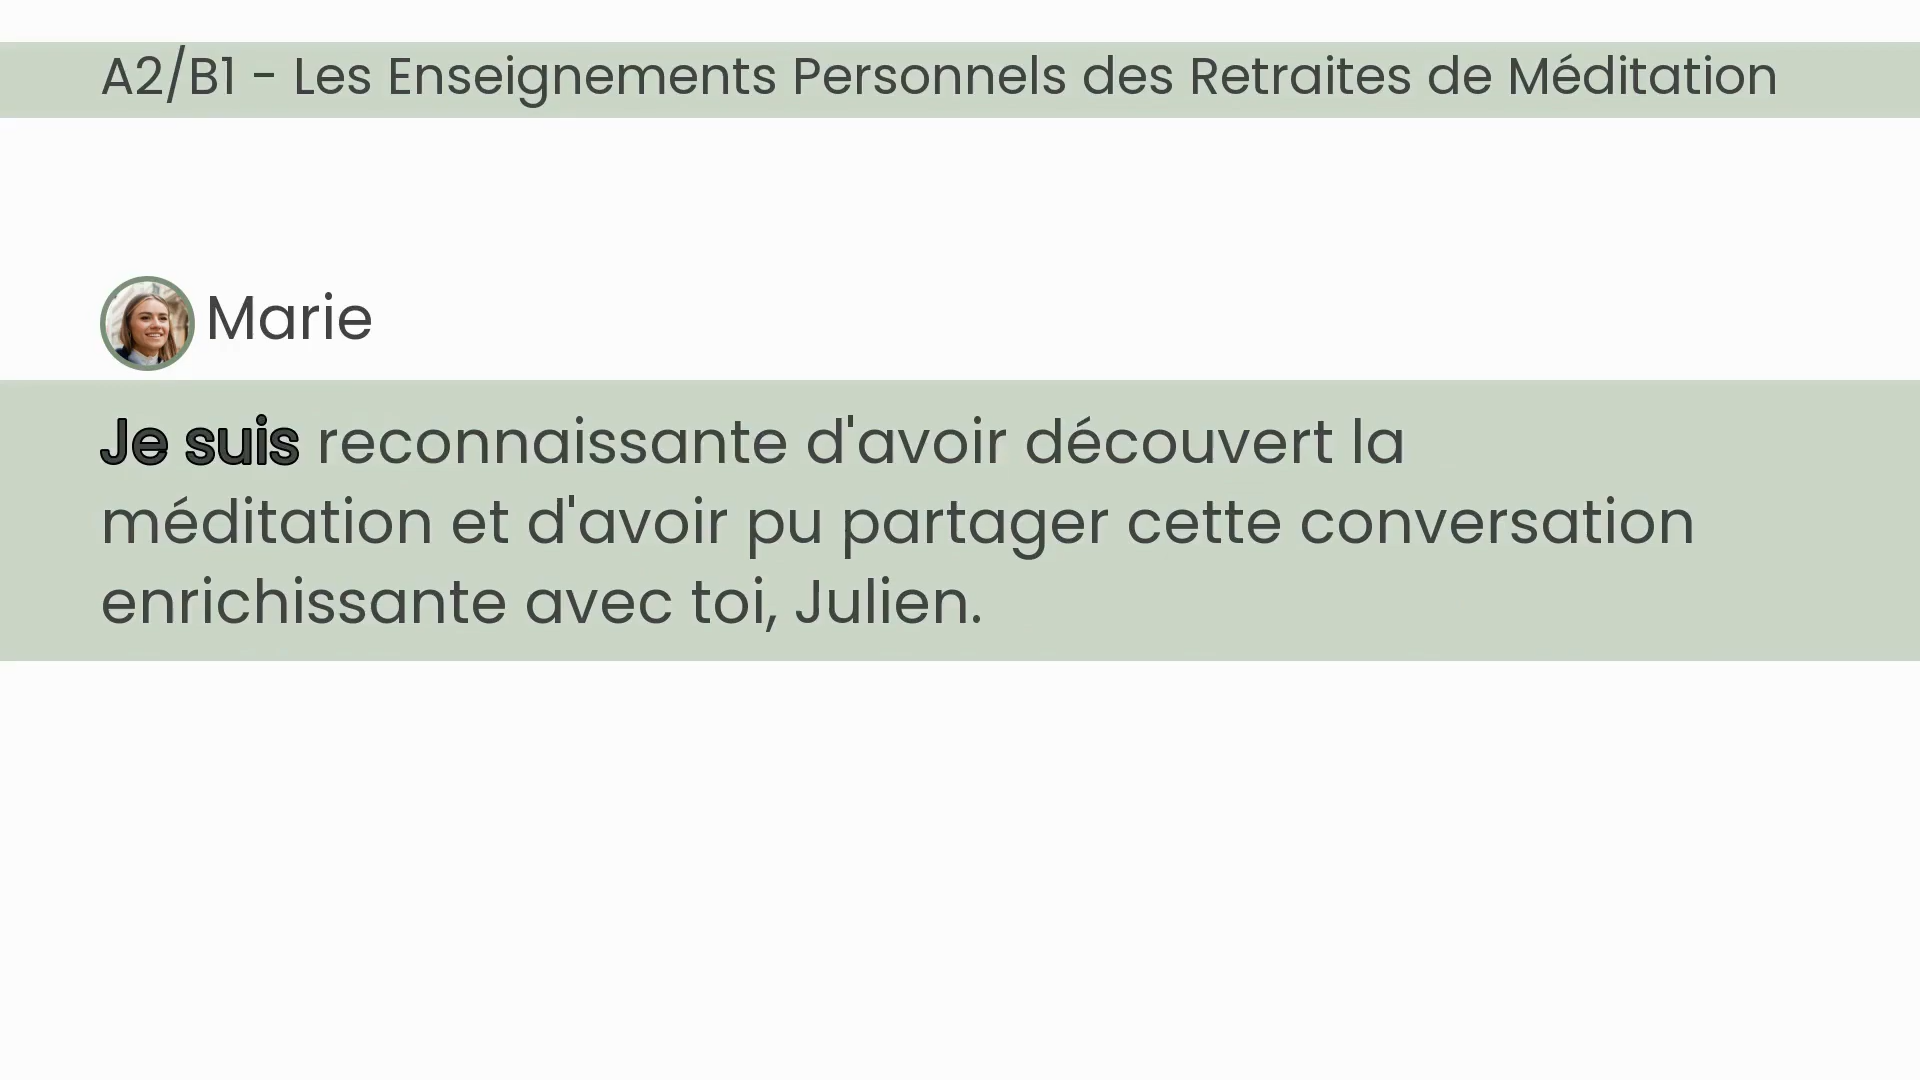 A2/B1 - Les Enseignements Personnels des Retraites de Méditation
Marie
Je suis reconnaissante d'avoir découvert la
méditation et d'avoir pu partager cette conversation
enrichissante avec toi, Julien.